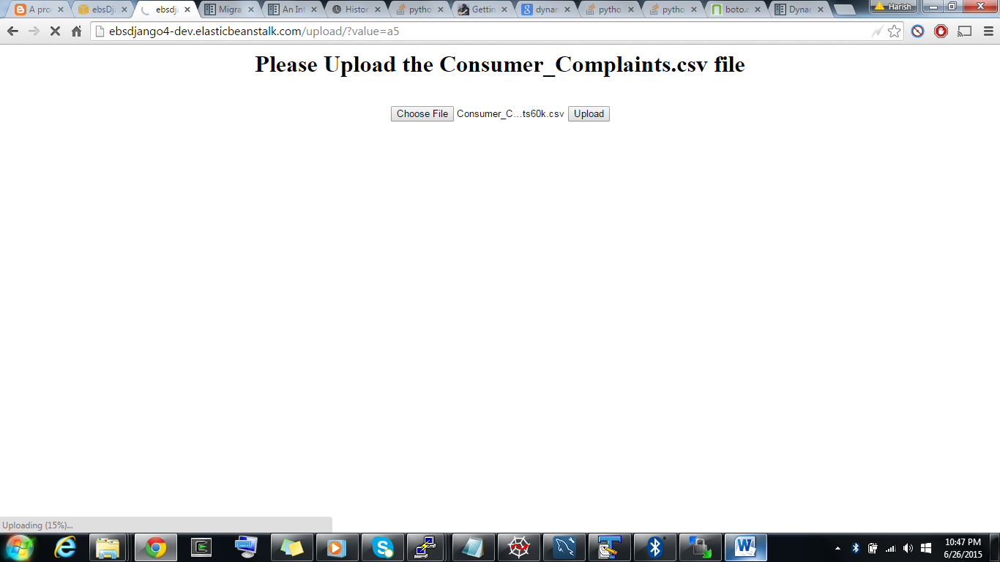 A pro ebsDj ebsdja Migra An Int Histor pytho Gettin dynar pytho pytho boto.c Dynar Harish
ebsdjango4-dev.elasticbeanstalk.com/upload/?value=a5
Please Upload the Consumer_Complaints.csv file
Choose File Consumer_C...ts60k.csv Upload
Uploading (15%)...
10:47 PM
6/26/2015